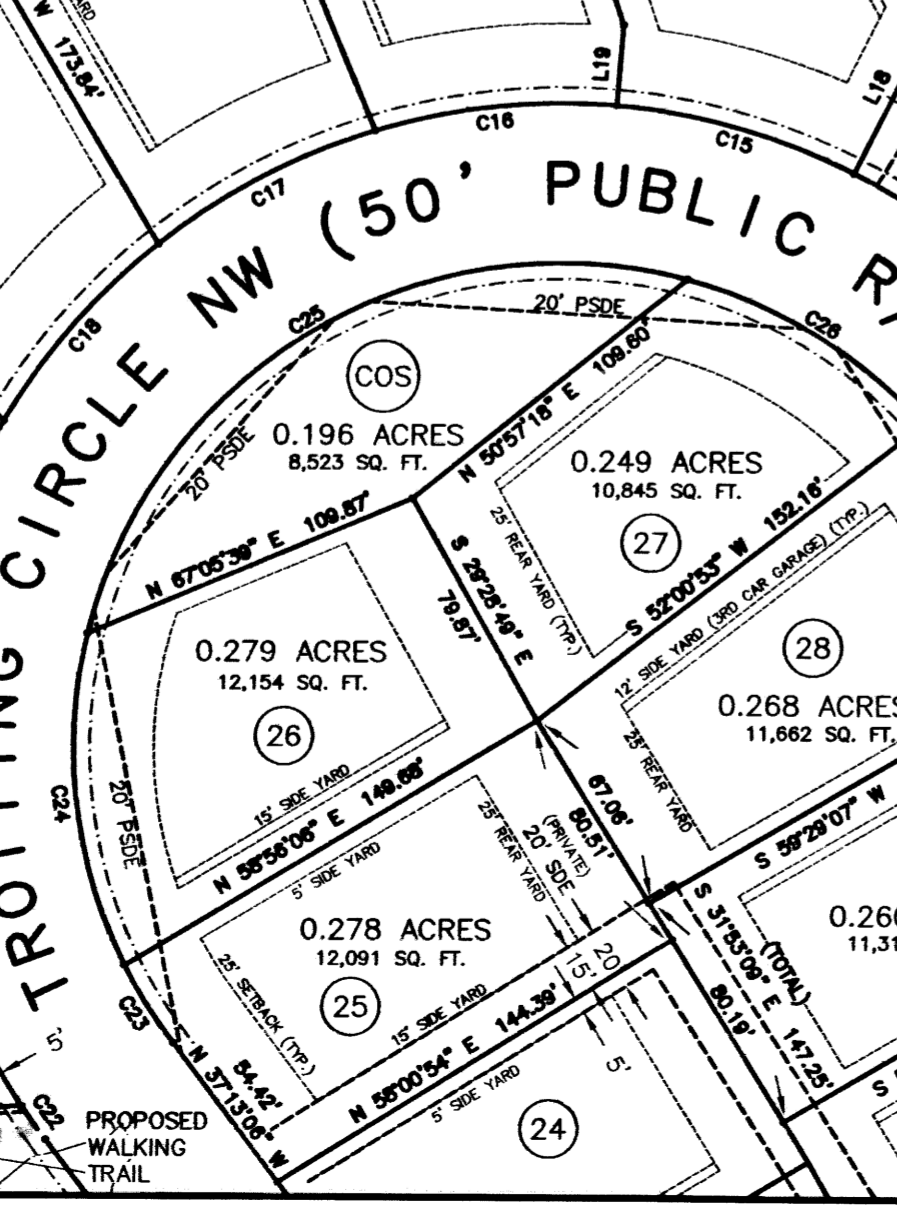 W 173.84'
L19
L18
C16
C15
C17
C18
TROTTING CIRCLE NW (50' PUBLIC R/
C25
20' PSDE
C26
COS
0.196 ACRES
8,523 SQ. FT.
20' PSDE
N 50°57'18" E 109.60'
0.249 ACRES
10,845 SQ. FT.
27
25' REAR YARD (TYP.)
N 67°05'39" E 109.87'
S 29°28'49" E
79.87'
S 52°00'53" W 152.16'
12' SIDE YARD (3RD CAR GARAGE) (TYP.)
28
0.268 ACRES
11,662 SQ. FT.
25' REAR YARD
0.279 ACRES
12,154 SQ. FT.
26
15' SIDE YARD
N 58°56'06" E 149.68'
C24
20' PSDE
67.06'
80.51'
(PRIVATE)
20' SDE
S 59°29'07" W
5' SIDE YARD
25' REAR YARD
0.278 ACRES
12,091 SQ. FT.
25
25' SETBACK (TYP.)
20
15'
15' SIDE YARD
S 31°53'09" E 147.25'
(TOTAL)
80.19'
0.260
11,31
C23
N 37°13'06" W
54.42'
N 58°00'54" E 144.39'
5' SIDE YARD
5'
24
5'
C22
PROPOSED
WALKING
TRAIL
S